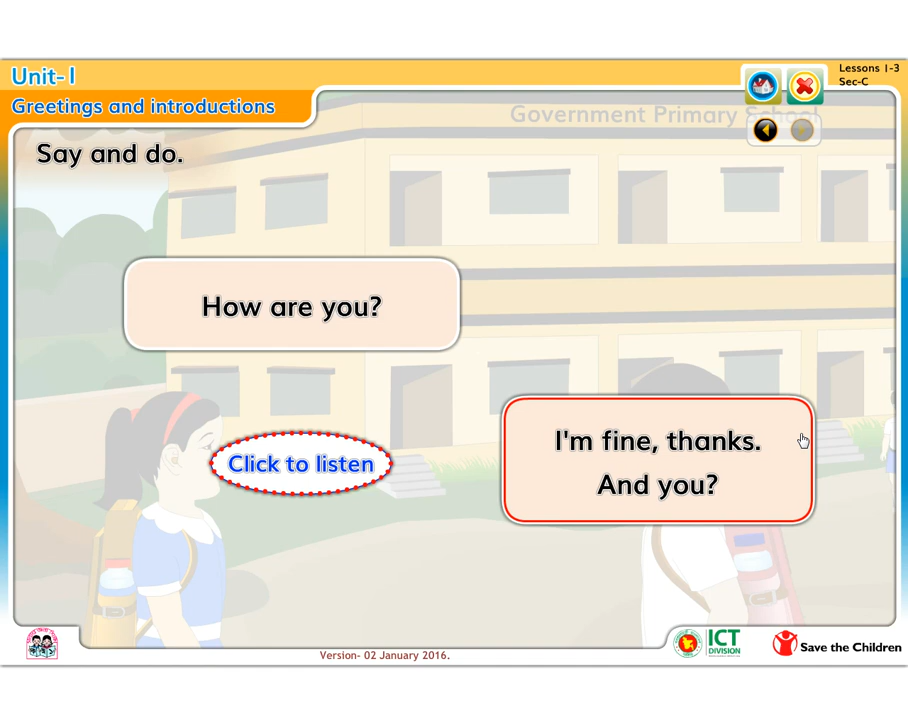 Unit-1
Lessons 1-3
Sec-C
Greetings and introductions
Government Primary School
Say and do.
How are you?
I'm fine, thanks.
And you?
Click to listen
Version- 02 January 2016.
ICT
DIVISION
Save the Children